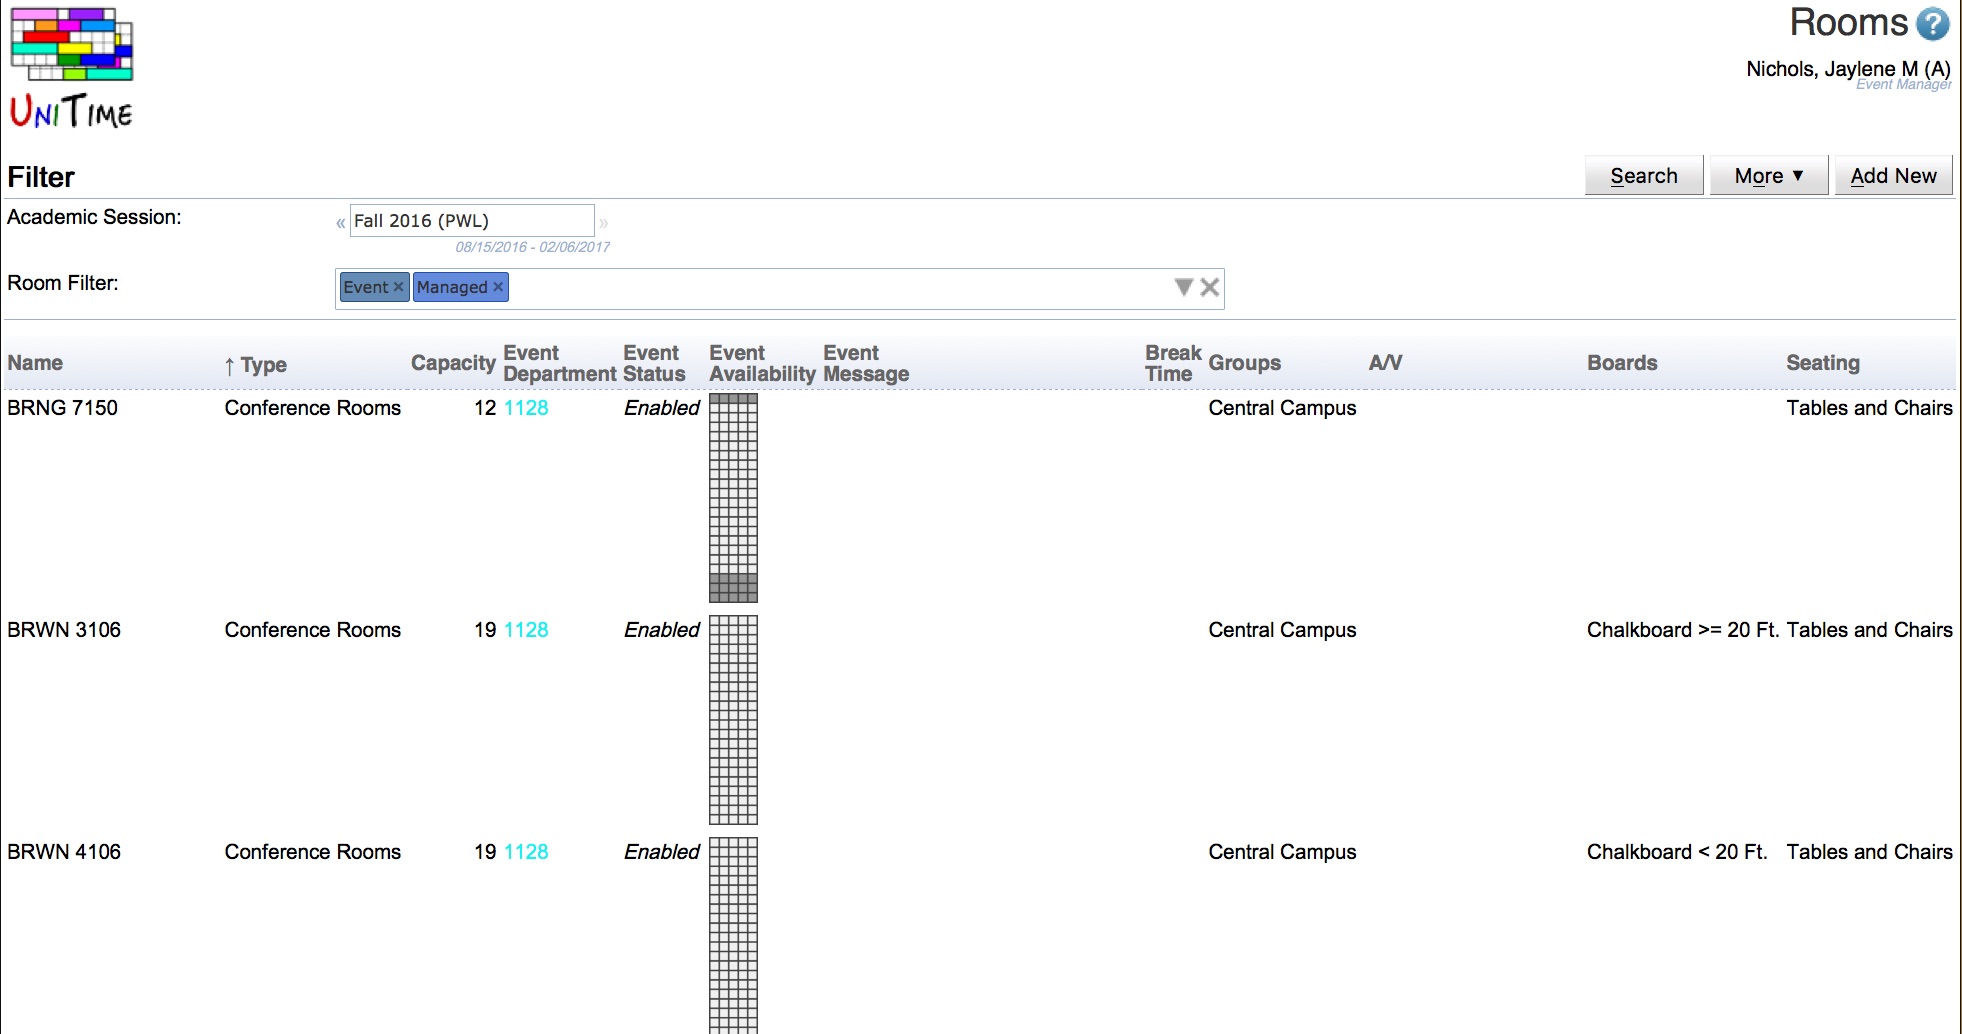 UNITIME
Rooms ?
Nichols, Jaylene M (A)
Event Manager
Filter
Search More ▼ Add New
Academic Session: « Fall 2016 (PWL) »
08/15/2016 - 02/06/2017
Room Filter: Event × Managed ×
Name ↑ Type Capacity Event Department Event Status Event Availability Event Message Break Time Groups A/V Boards Seating
BRNG 7150 Conference Rooms 12 1128 Enabled Central Campus Tables and Chairs
BRWN 3106 Conference Rooms 19 1128 Enabled Central Campus Chalkboard >= 20 Ft. Tables and Chairs
BRWN 4106 Conference Rooms 19 1128 Enabled Central Campus Chalkboard < 20 Ft. Tables and Chairs